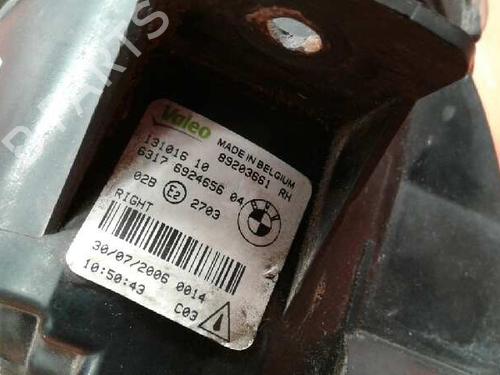 PARTS
Valeo
MADE IN BELGIUM
89203661 RH
131016 10
6317 6924656 04
02B E2 2703
RIGHT
30/07/2006 0014
10:50:43 C03